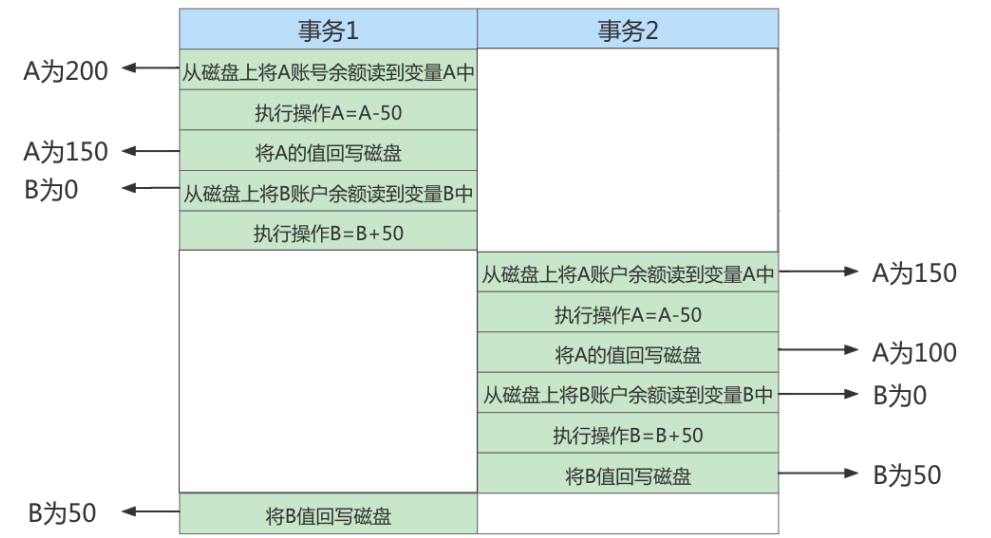 事务1 事务2
A为200 从磁盘上将A账号余额读到变量A中
执行操作A=A-50
A为150 将A的值回写磁盘
B为0 从磁盘上将B账户余额读到变量B中
执行操作B=B+50
从磁盘上将A账户余额读到变量A中 A为150
执行操作A=A-50
将A的值回写磁盘 A为100
从磁盘上将B账户余额读到变量B中 B为0
执行操作B=B+50
将B值回写磁盘 B为50
B为50 将B值回写磁盘